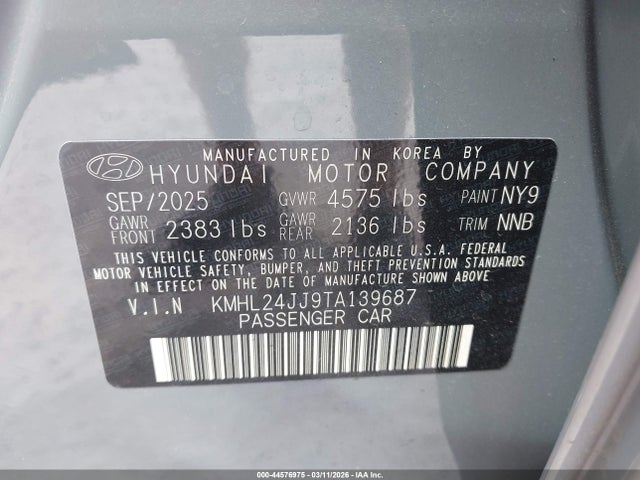 MANUFACTURED IN KOREA BY
HYUNDAI MOTOR COMPANY
SEP/2025 GVWR 4575 lbs PAINT NY9
GAWR FRONT 2383 lbs GAWR REAR 2136 lbs TRIM NNB
THIS VEHICLE CONFORMS TO ALL APPLICABLE U.S.A. FEDERAL
MOTOR VEHICLE SAFETY, BUMPER, AND THEFT PREVENTION STANDARDS
IN EFFECT ON THE DATE OF MANUFACTURE SHOWN ABOVE
V.I.N KMHL24JJ9TA139687
PASSENGER CAR
000-44576975 - 03/11/2026 - IAA Inc.